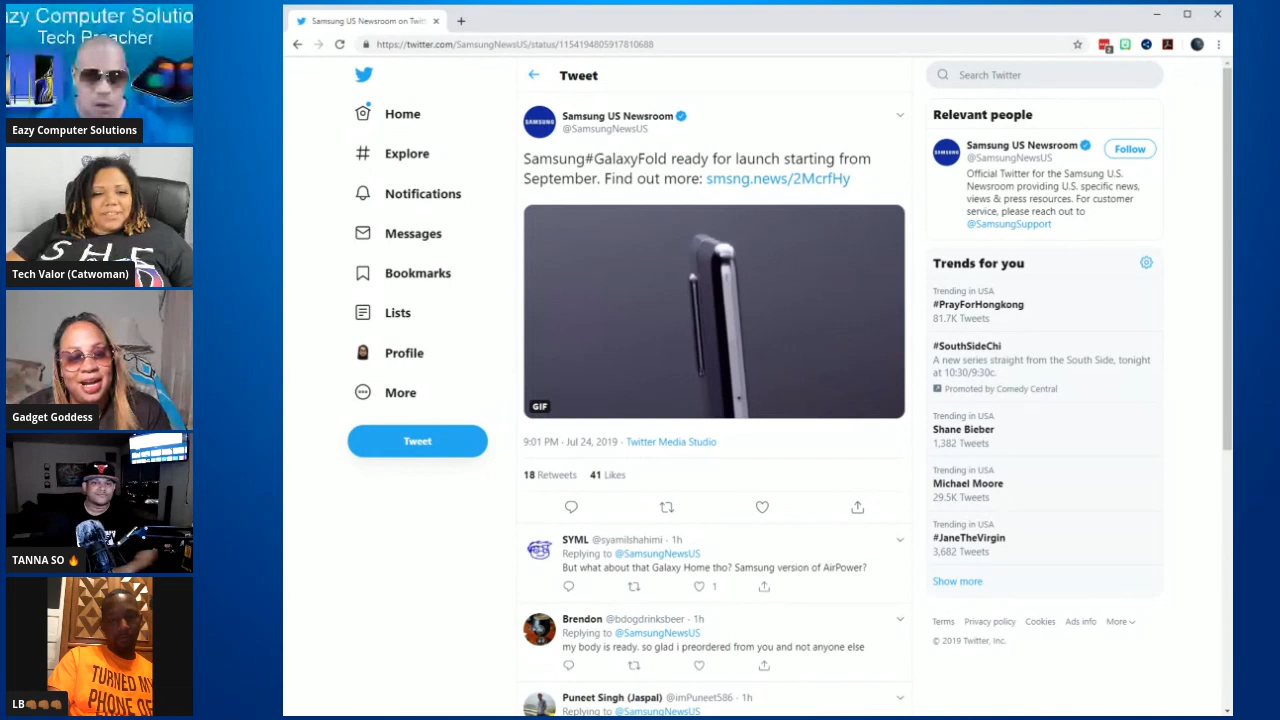 azy Computer Solutio
Tech Preacher
Eazy Computer Solutions
S H E
Tech Valor (Catwoman)
Gadget Goddess
TANNA SO 🔥
TURNED MY
PHONE OF
LB👊🏾👊🏾👊🏾
Samsung US Newsroom on Twitt
https://twitter.com/SamsungNewsUS/status/1154194805917810688
2
Home
Explore
Notifications
Messages
Bookmarks
Lists
Profile
More
Tweet
Tweet
SAMSUNG
Samsung US Newsroom
@SamsungNewsUS
Samsung#GalaxyFold ready for launch starting from
September. Find out more: smsng.news/2McrfHy
GIF
9:01 PM · Jul 24, 2019 · Twitter Media Studio
18 Retweets 41 Likes
SYML @syamilshahimi · 1h
Replying to @SamsungNewsUS
But what about that Galaxy Home tho? Samsung version of AirPower?
1
Brendon @bdogdrinksbeer · 1h
Replying to @SamsungNewsUS
my body is ready. so glad i preordered from you and not anyone else
Puneet Singh (Jaspal) @imPuneet586 · 1h
Replying to @SamsungNewsUS
Search Twitter
Relevant people
SAMSUNG
Samsung US Newsroom
@SamsungNewsUS
Follow
Official Twitter for the Samsung U.S.
Newsroom providing U.S. specific news,
views & press resources. For customer
service, please reach out to
@SamsungSupport
Trends for you
Trending in USA
#PrayForHongkong
81.7K Tweets
#SouthSideChi
A new series straight from the South Side, tonight
at 10:30/9:30c.
Promoted by Comedy Central
Trending in USA
Shane Bieber
1,382 Tweets
Trending in USA
Michael Moore
29.5K Tweets
Trending in USA
#JaneTheVirgin
3,682 Tweets
Show more
Terms Privacy policy Cookies Ads info More
© 2019 Twitter, Inc.